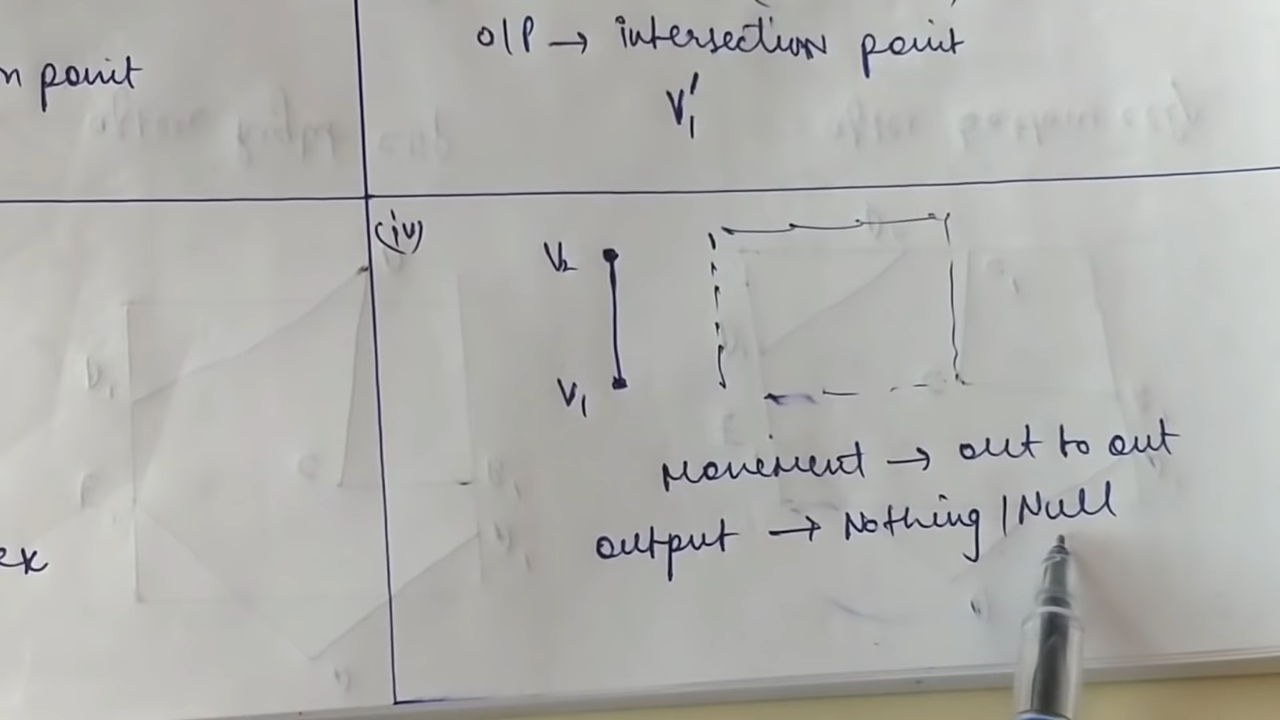 n point
O/P → intersection point
V₁'
(iv)
V₂
V₁
Movement → out to out
output → Nothing / Null
ex